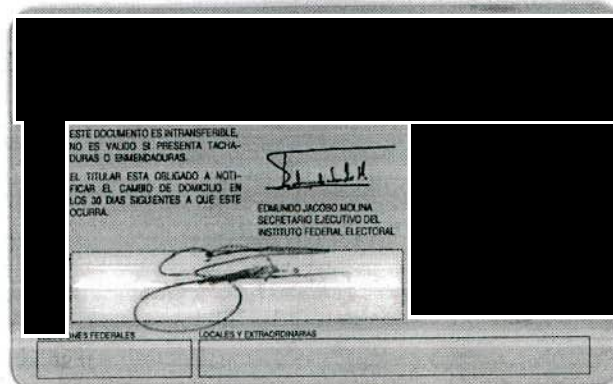 ESTE DOCUMENTO ES INTRANSFERIBLE,
NO ES VALIDO SI PRESENTA TACHA-
DURAS O ENMENDADURAS.
EL TITULAR ESTA OBLIGADO A NOTI-
FICAR EL CAMBIO DE DOMICILIO EN
LOS 30 DIAS SIGUIENTES A QUE ESTE
OCURRA.
EDMUNDO JACOBO MOLINA
SECRETARIO EJECUTIVO DEL
INSTITUTO FEDERAL ELECTORAL
LOCALES Y EXTRAORDINARIAS
FEDERALES